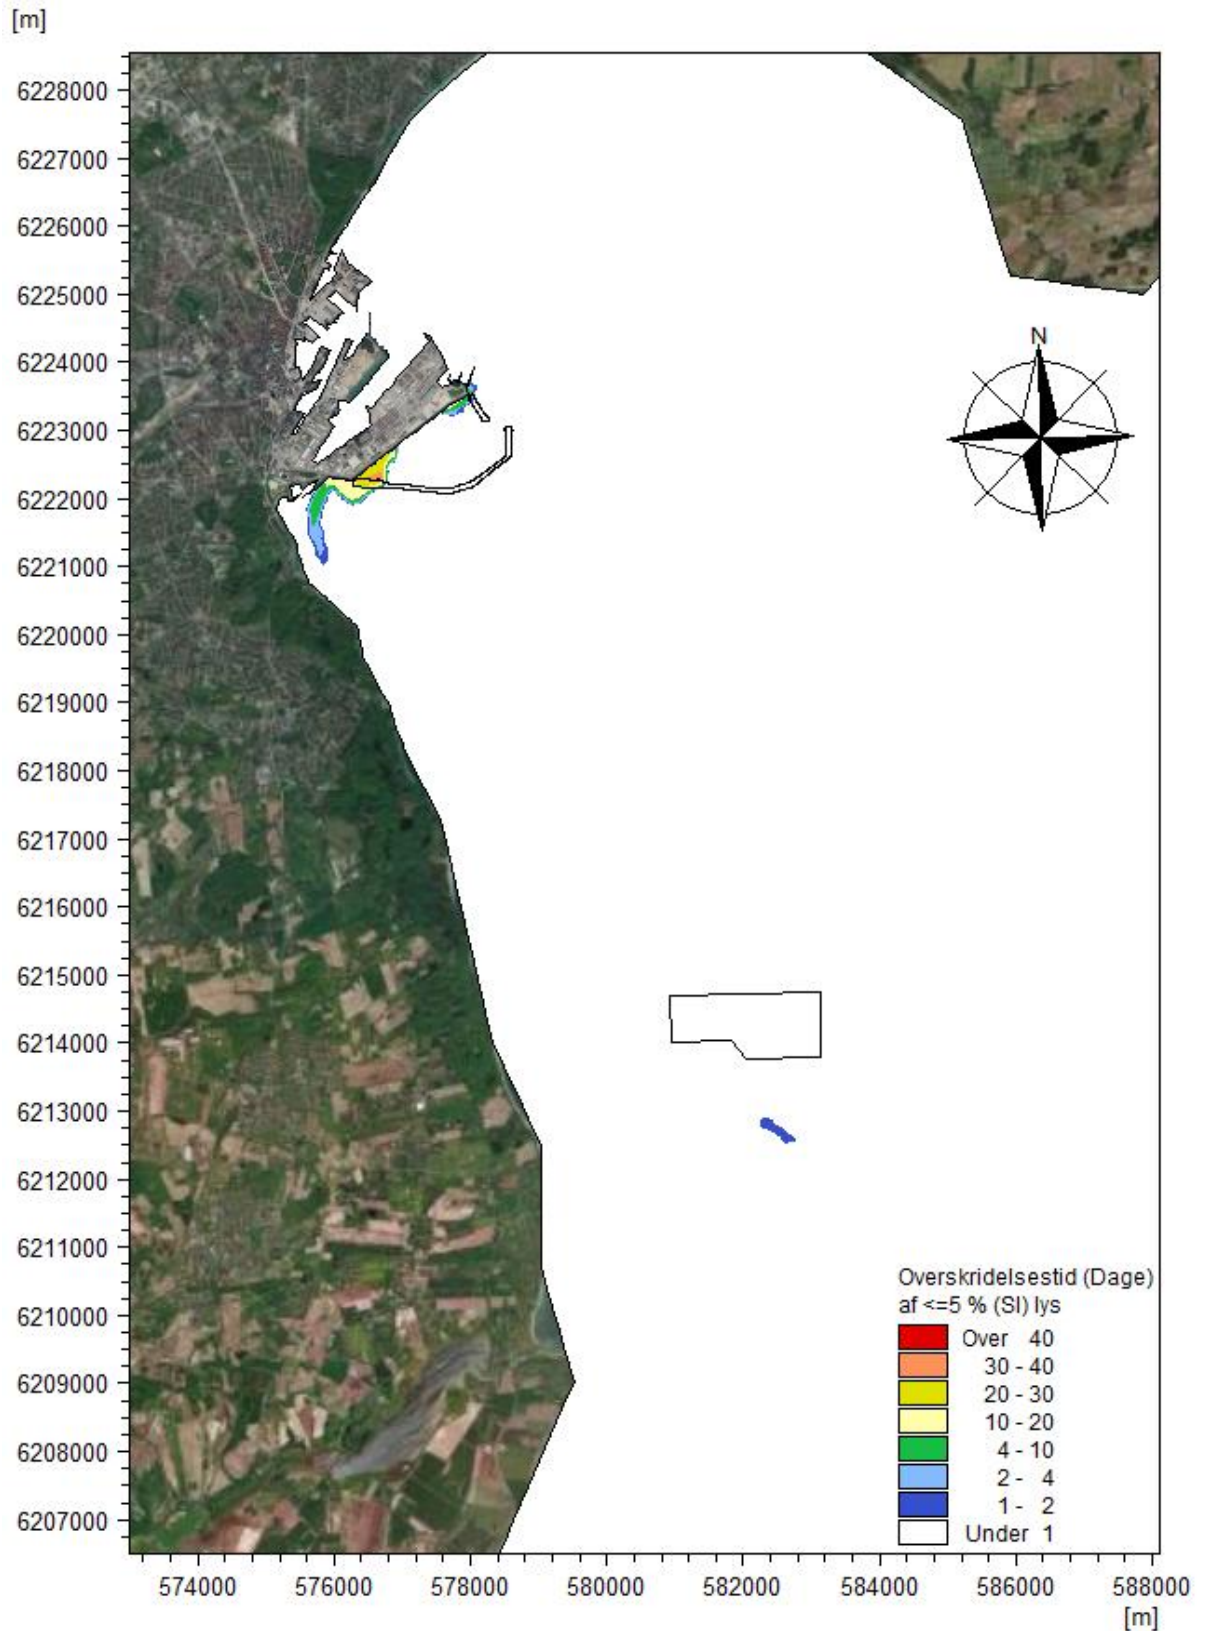 [m]
6228000
6227000
6226000
6225000
6224000
6223000
6222000
6221000
6220000
6219000
6218000
6217000
6216000
6215000
6214000
6213000
6212000
6211000
6210000
6209000
6208000
6207000
N
Overskridelsestid (Dage)
af <=5 % (SI) lys
Over 40
30 - 40
20 - 30
10 - 20
4 - 10
2 - 4
1 - 2
Under 1
574000 576000 578000 580000 582000 584000 586000 588000
[m]